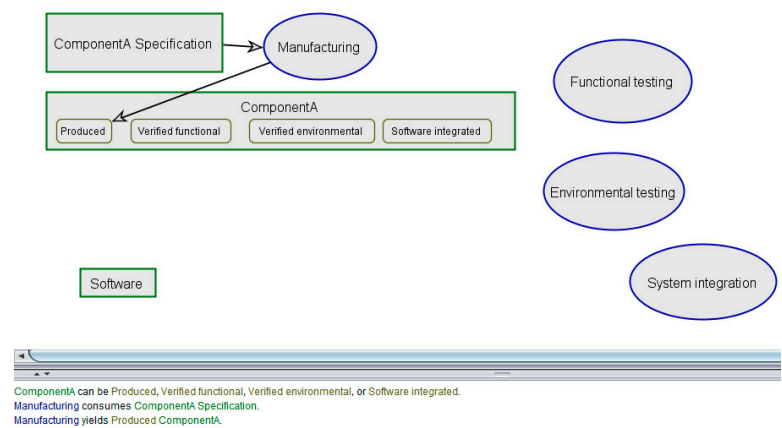 ComponentA Specification
Manufacturing
Functional testing
ComponentA
Produced
Verified functional
Verified environmental
Software integrated
Environmental testing
Software
System integration
ComponentA can be Produced, Verified functional, Verified environmental, or Software integrated.
Manufacturing consumes ComponentA Specification.
Manufacturing yields Produced ComponentA.